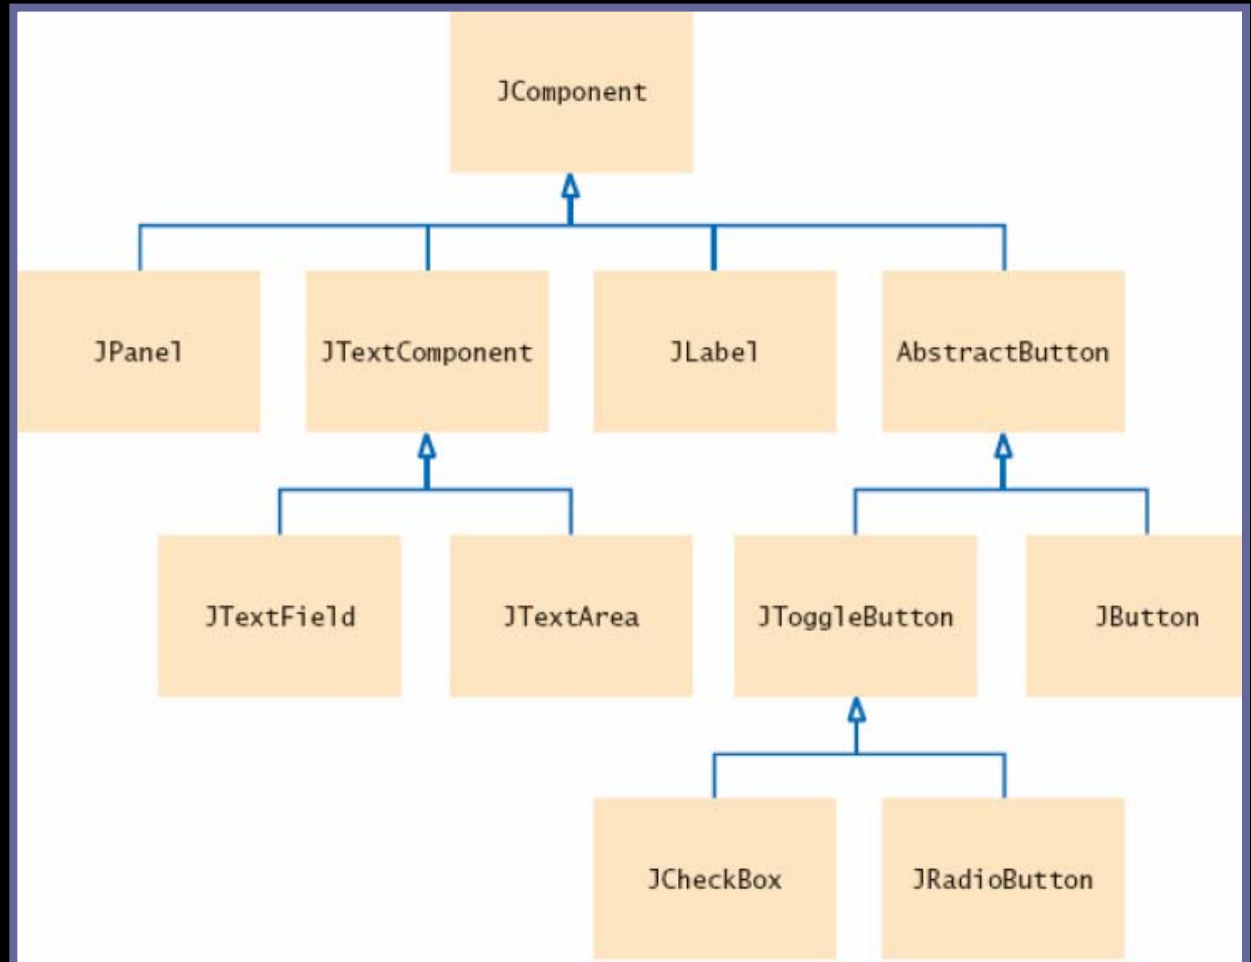 JComponent
JPanel
JTextComponent
JLabel
AbstractButton
JTextField
JTextArea
JToggleButton
JButton
JCheckBox
JRadioButton